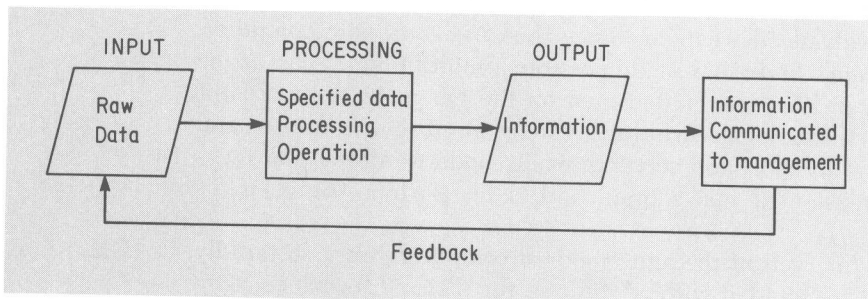 INPUT
PROCESSING
OUTPUT
Raw
Data
Specified data
Processing
Operation
Information
Information
Communicated
to management
Feedback